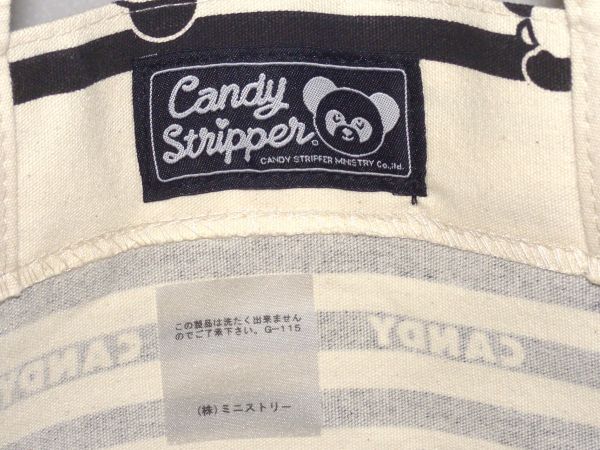 Candy
Stripper®
CANDY STRIPPER MINISTRY Co.,ltd.
この製品は洗たく出来ません
のでご了承下さい。G-115
CANDY
CANDY
(株)ミニストリー